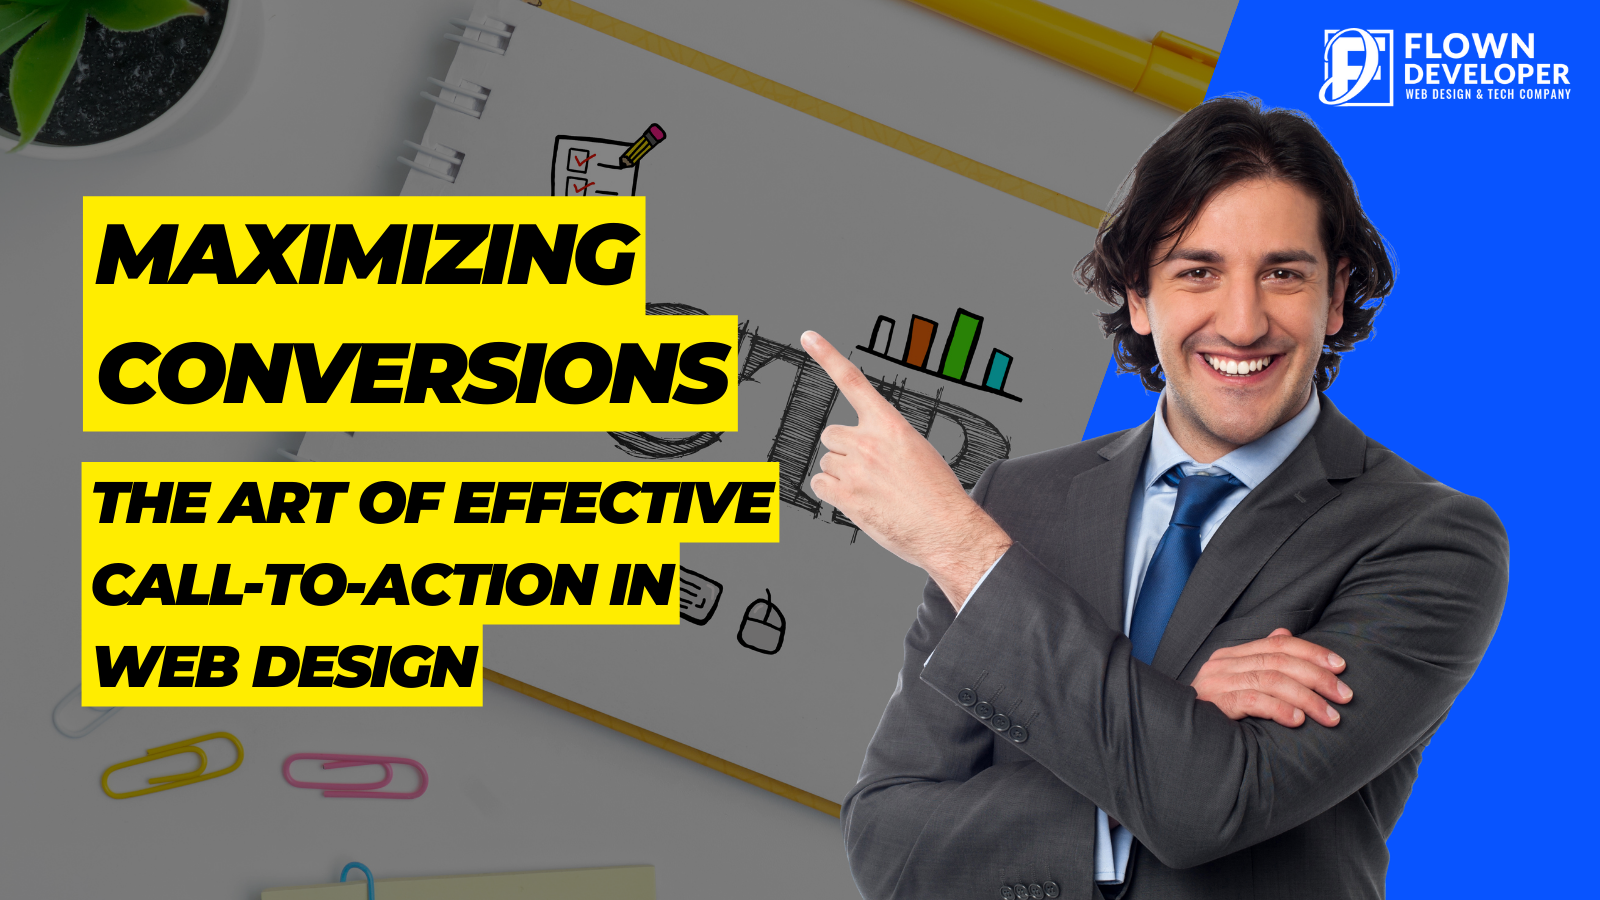 FLOWN
DEVELOPER
WEB DESIGN & TECH COMPANY
MAXIMIZING
CONVERSIONS
THE ART OF EFFECTIVE
CALL-TO-ACTION IN
WEB DESIGN